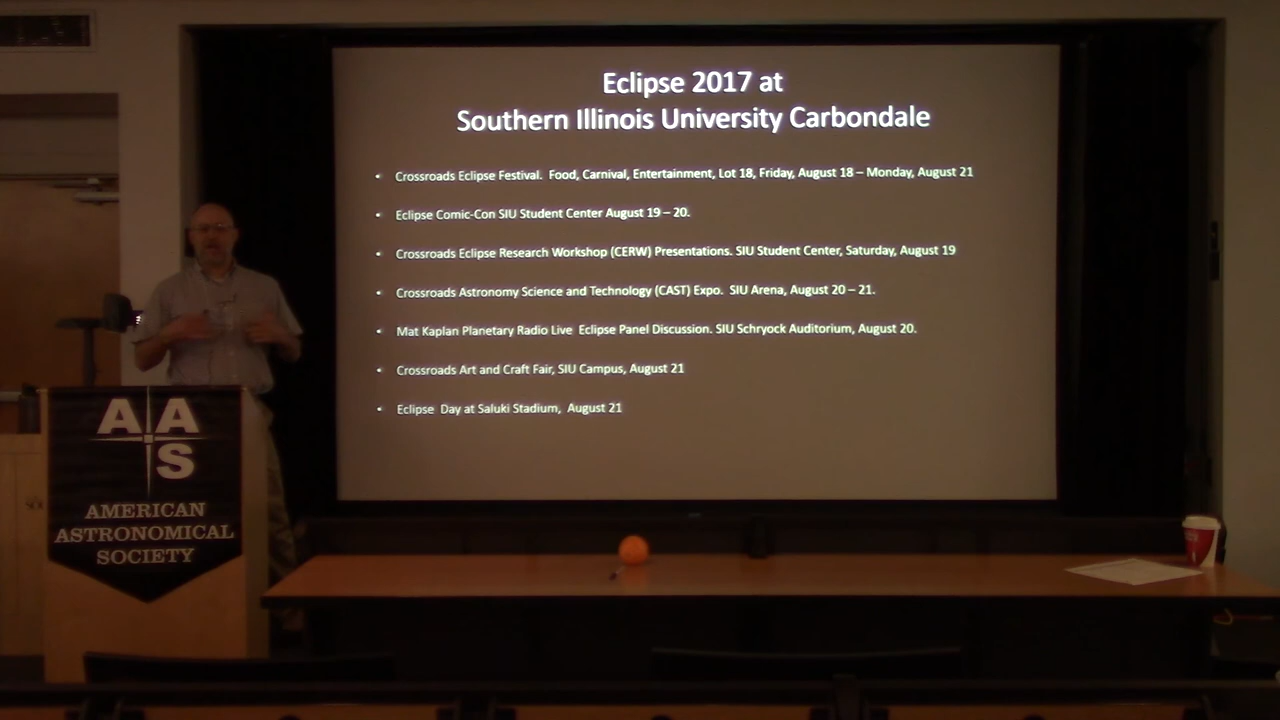 Eclipse 2017 at
Southern Illinois University Carbondale
• Crossroads Eclipse Festival. Food, Carnival, Entertainment, Lot 18, Friday, August 18 – Monday, August 21
• Eclipse Comic-Con SIU Student Center August 19 – 20.
• Crossroads Eclipse Research Workshop (CERW) Presentations. SIU Student Center, Saturday, August 19
• Crossroads Astronomy Science and Technology (CAST) Expo. SIU Arena, August 20 – 21.
• Mat Kaplan Planetary Radio Live Eclipse Panel Discussion. SIU Schryock Auditorium, August 20.
• Crossroads Art and Craft Fair, SIU Campus, August 21
• Eclipse Day at Saluki Stadium, August 21
AA
S
AMERICAN
ASTRONOMICAL
SOCIETY